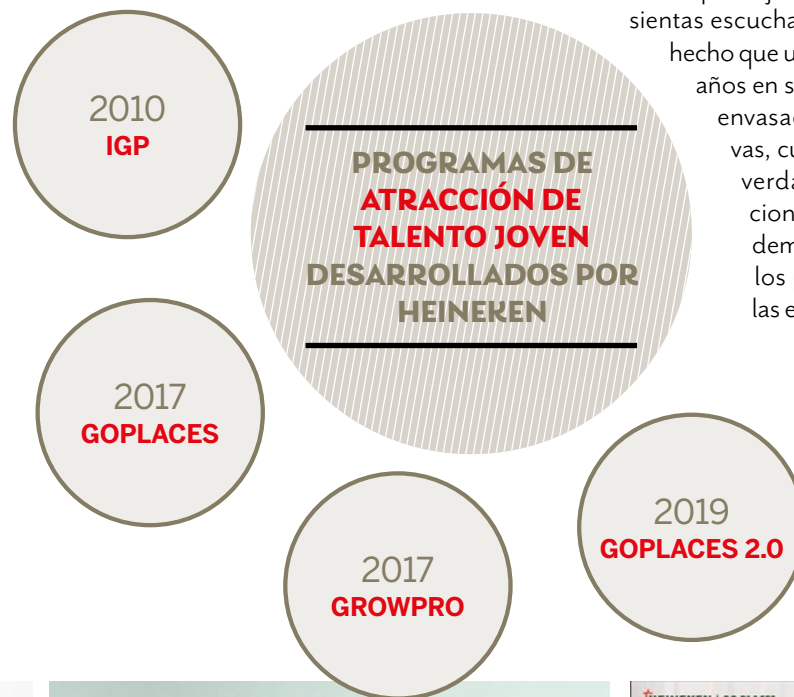 sientas escucha
hecho que u
años en s
envasa
vas, cu
verda
cion
dem
los
las e
2010
IGP
PROGRAMAS DE
ATRACCIÓN DE
TALENTO JOVEN
DESARROLLADOS POR
HEINEKEN
2017
GOPLACES
2017
GROWPRO
2019
GOPLACES 2.0